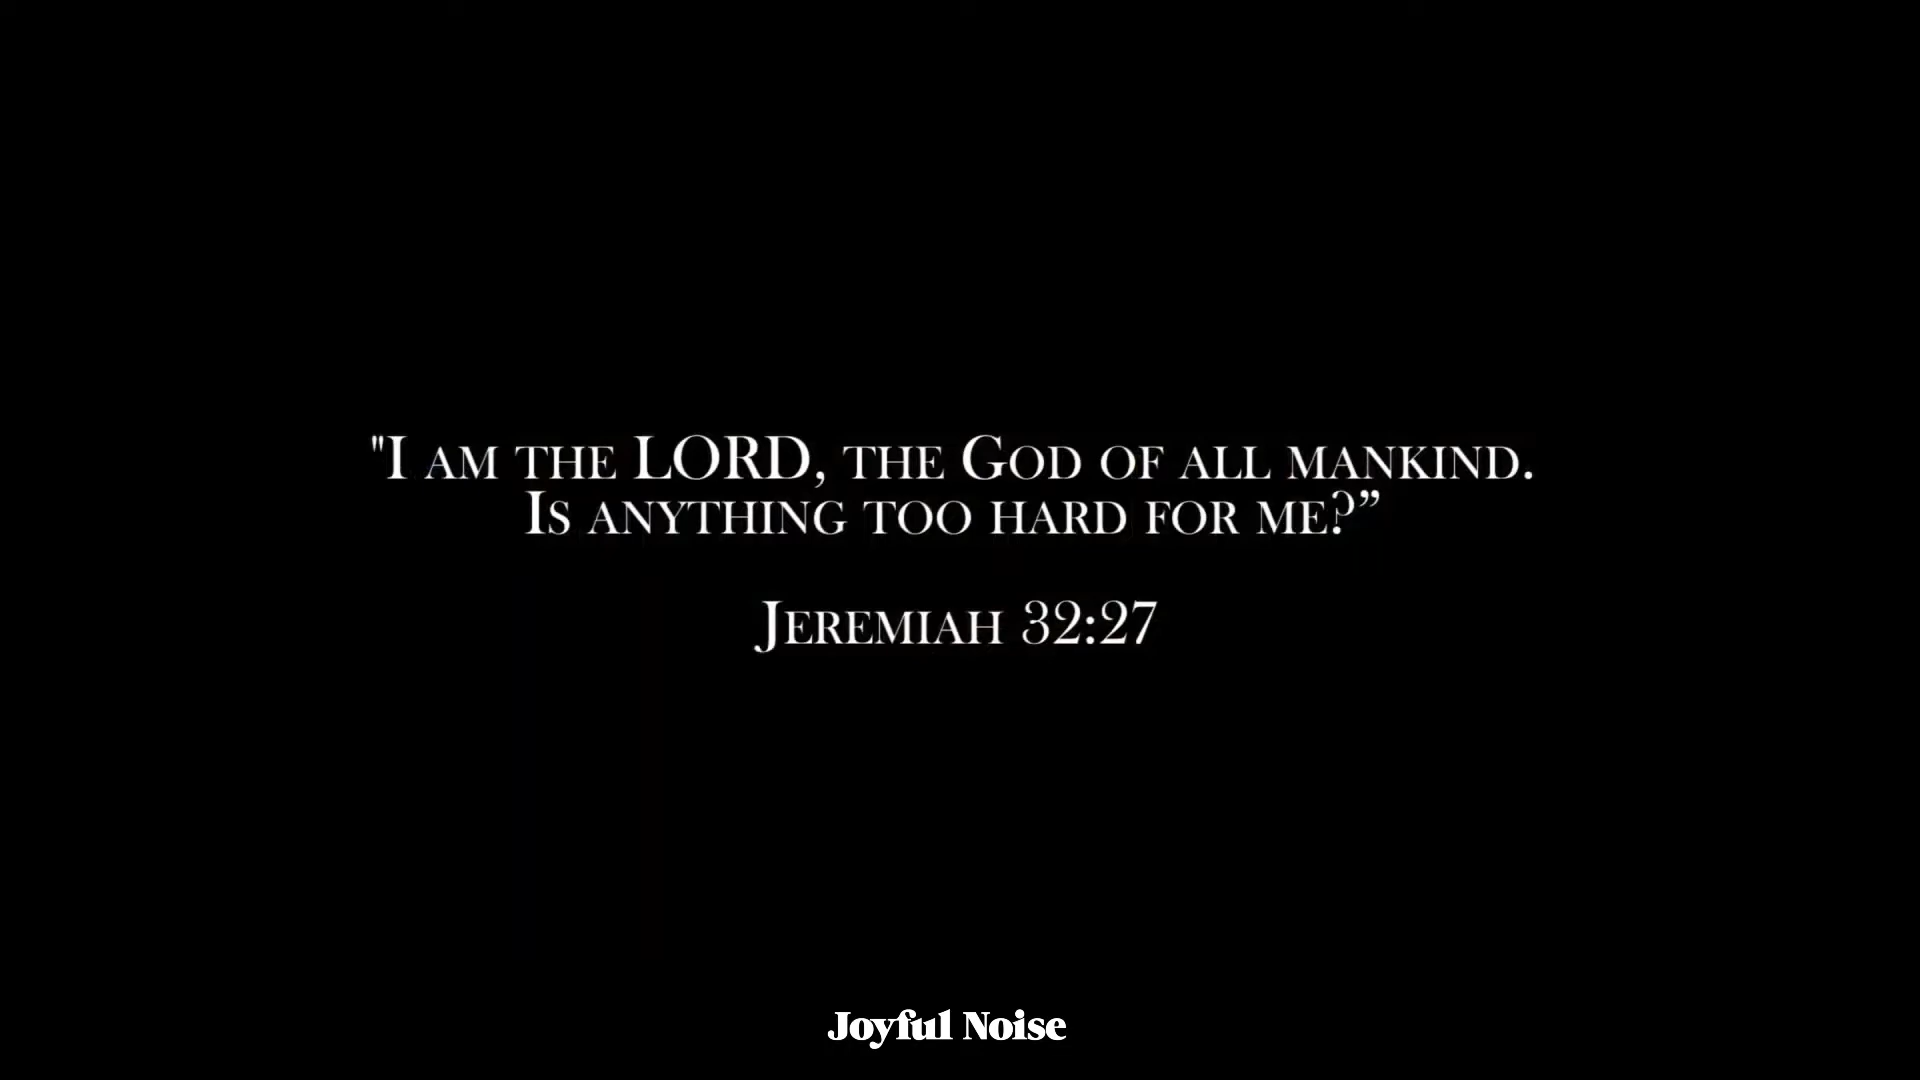 "I AM THE LORD, THE GOD OF ALL MANKIND.
IS ANYTHING TOO HARD FOR ME?”
JEREMIAH 32:27
Joyful Noise